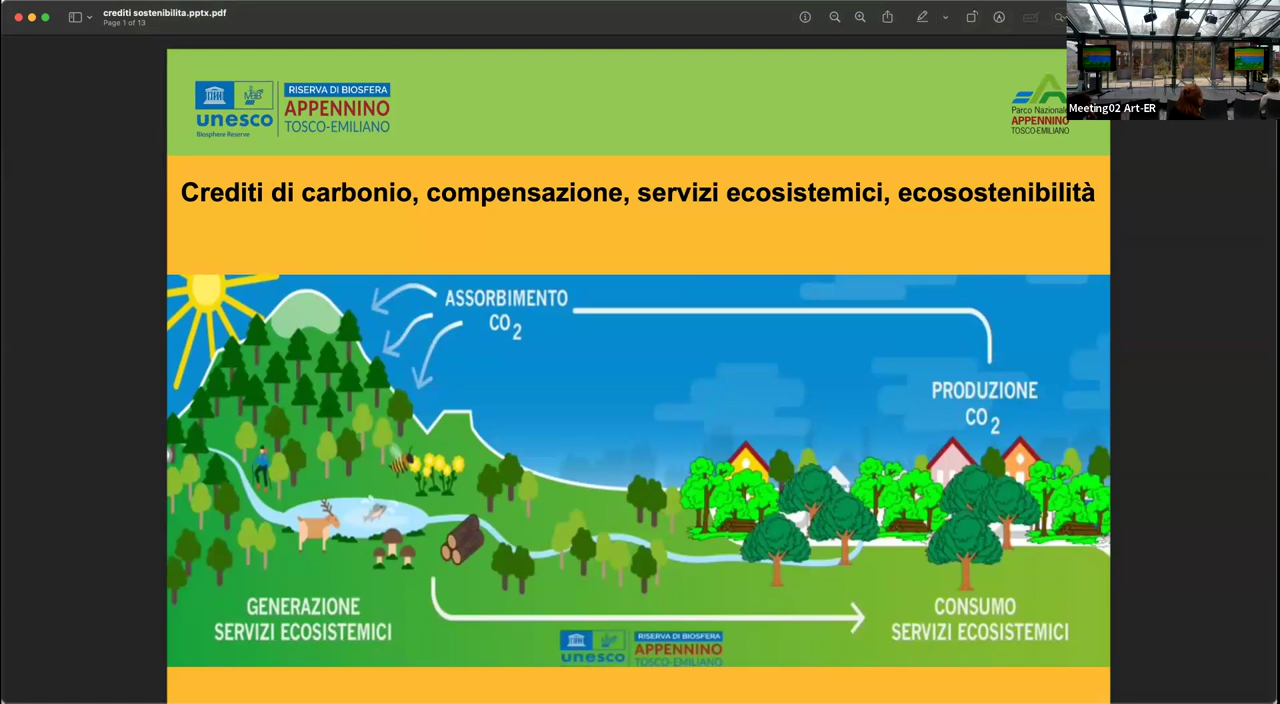 crediti sostenibilita.pptx.pdf
Page 1 of 13
Meeting02 Art-ER
unesco
Biosphere Reserve
MaB
RISERVA DI BIOSFERA
APPENNINO
TOSCO-EMILIANO
Parco Nazionale
APPENNINO
TOSCO-EMILIANO
Crediti di carbonio, compensazione, servizi ecosistemici, ecosostenibilità
ASSORBIMENTO
CO2
PRODUZIONE
CO2
GENERAZIONE
SERVIZI ECOSISTEMICI
CONSUMO
SERVIZI ECOSISTEMICI
unesco
RISERVA DI BIOSFERA
APPENNINO
TOSCO-EMILIANO